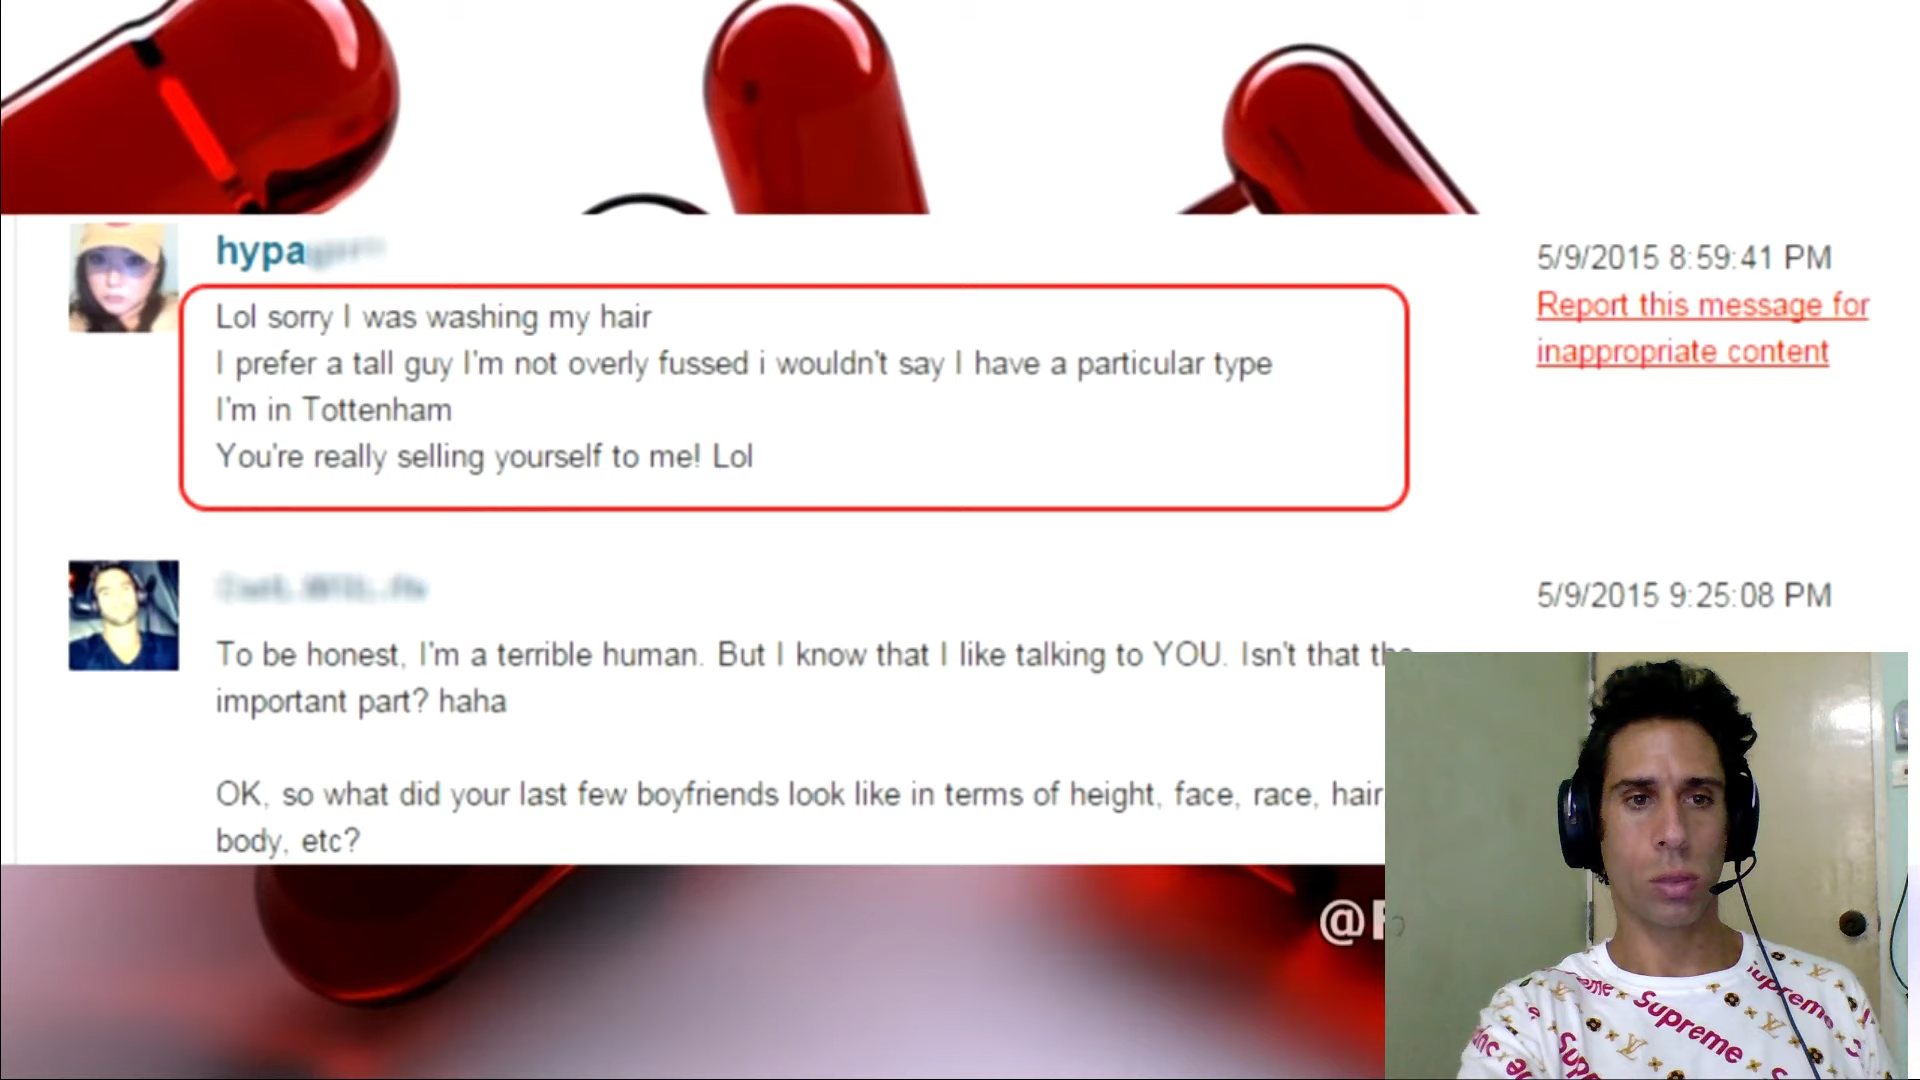 hypa
5/9/2015 8:59:41 PM
Report this message for
inappropriate content
Lol sorry I was washing my hair
I prefer a tall guy I'm not overly fussed i wouldn't say I have a particular type
I'm in Tottenham
You're really selling yourself to me! Lol
5/9/2015 9:25:08 PM
To be honest, I'm a terrible human. But I know that I like talking to YOU. Isn't that the
important part? haha
OK, so what did your last few boyfriends look like in terms of height, face, race, hair
body, etc?
@F
Supreme
Supreme